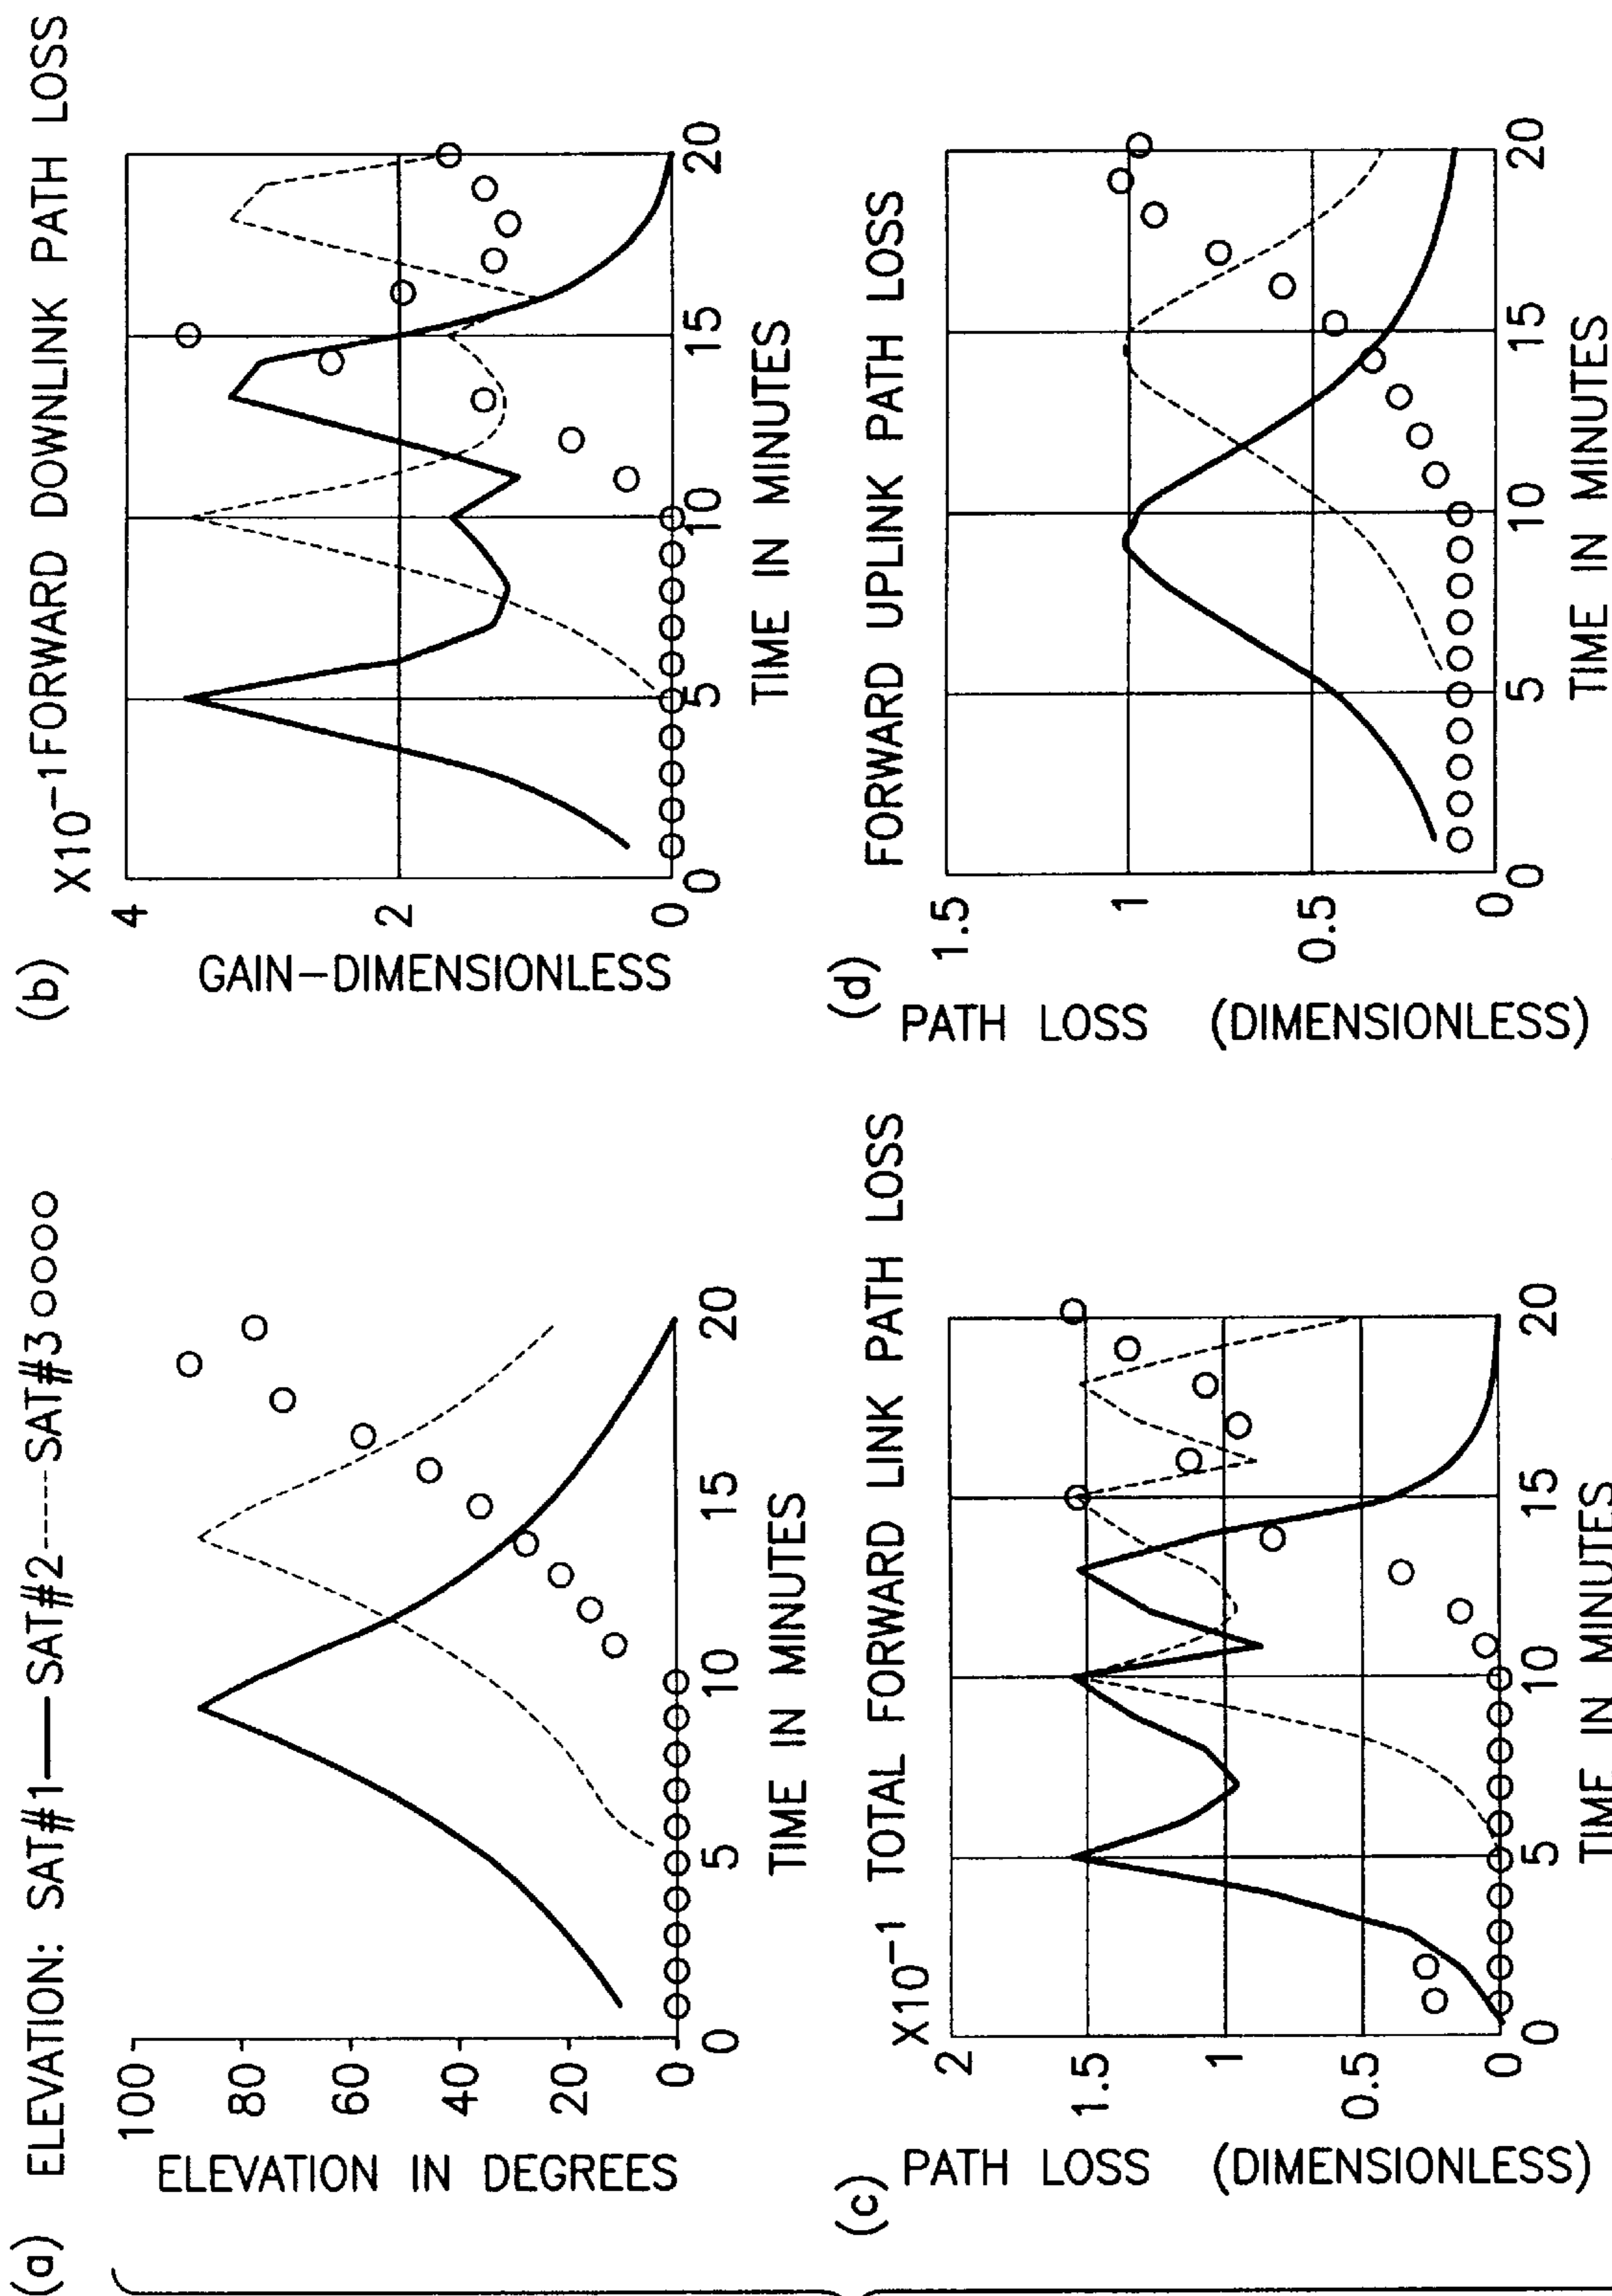 (a) ELEVATION: SAT#1——SAT#2----SAT#3 oooo
100
80
60
40
20
0
ELEVATION IN DEGREES
0 5 10 15 20
TIME IN MINUTES
(b) X10⁻¹ FORWARD DOWNLINK PATH LOSS
4
2
0
GAIN-DIMENSIONLESS
0 5 10 15 20
TIME IN MINUTES
(c) X10⁻¹ TOTAL FORWARD LINK PATH LOSS
2
1.5
1
0.5
0
PATH LOSS (DIMENSIONLESS)
0 5 10 15 20
TIME IN MINUTES
(d) FORWARD UPLINK PATH LOSS
1.5
1
0.5
0
PATH LOSS (DIMENSIONLESS)
0 5 10 15 20
TIME IN MINUTES